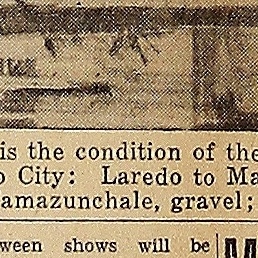 is the condition of the
o City: Laredo to Ma
amazunchale, gravel;
ween shows will be